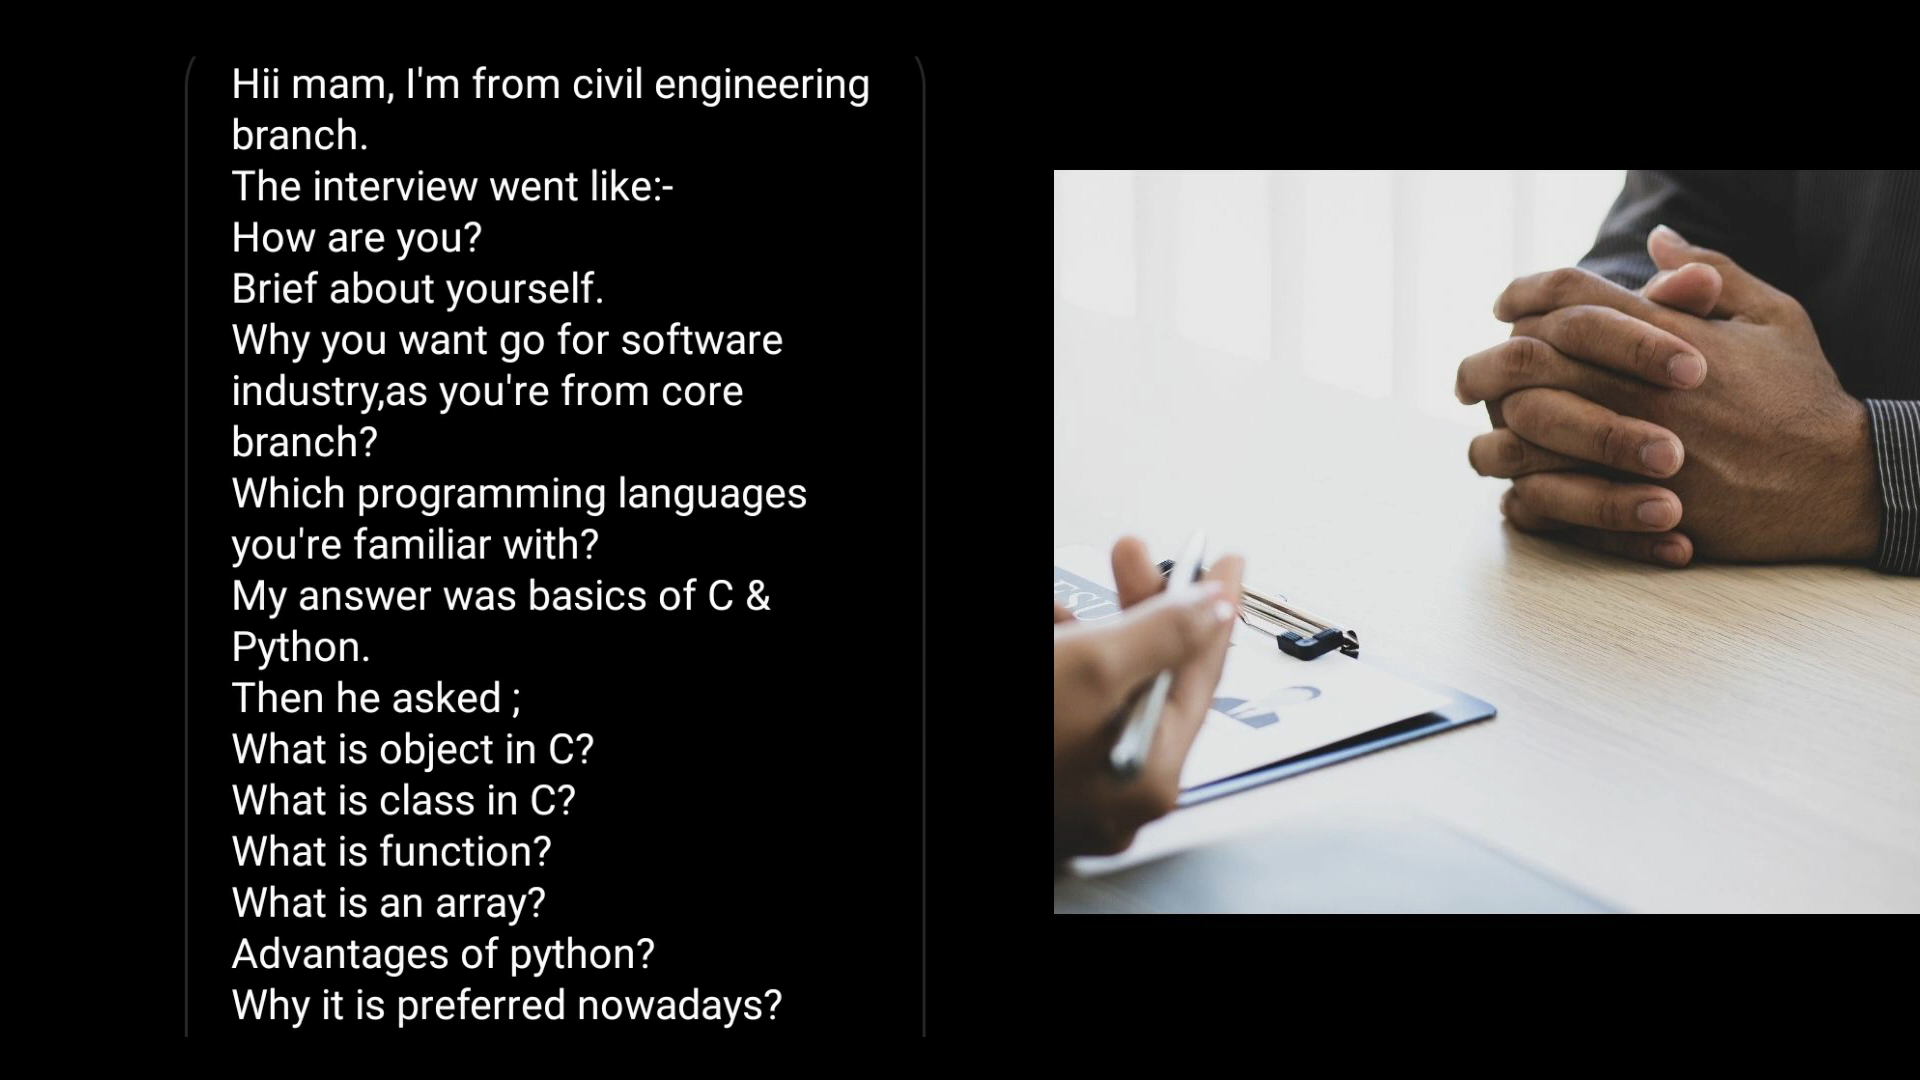 Hii mam, I'm from civil engineering
branch.
The interview went like:-
How are you?
Brief about yourself.
Why you want go for software
industry,as you're from core
branch?
Which programming languages
you're familiar with?
My answer was basics of C &
Python.
Then he asked ;
What is object in C?
What is class in C?
What is function?
What is an array?
Advantages of python?
Why it is preferred nowadays?